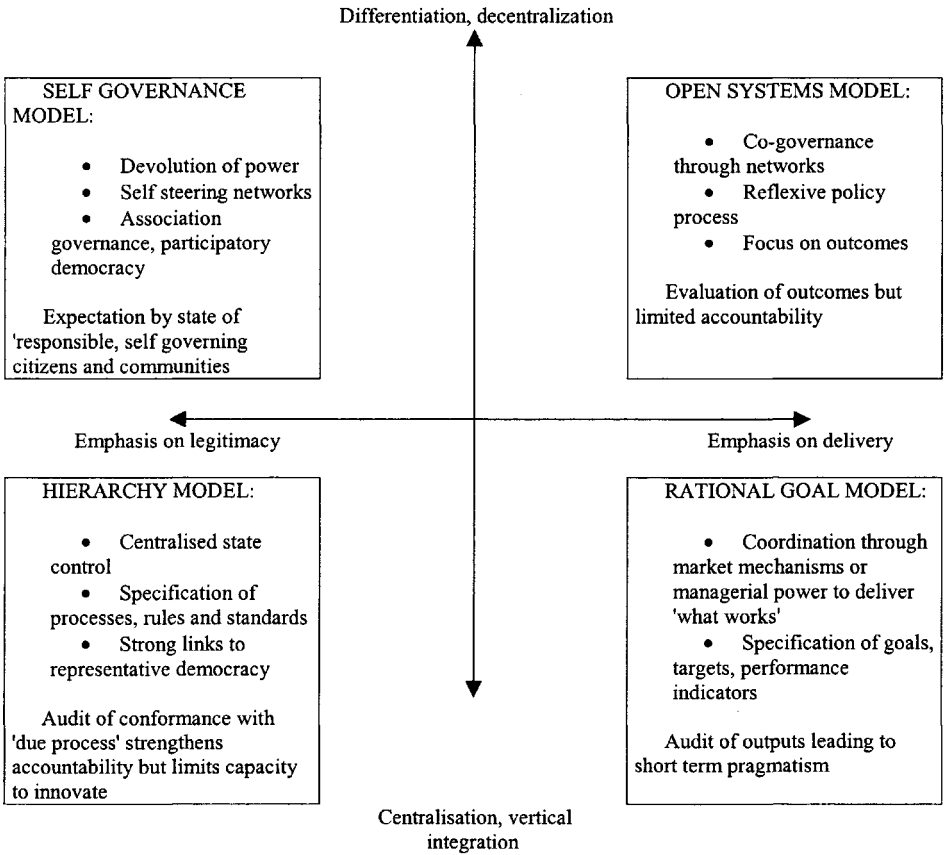 Differentiation, decentralization
SELF GOVERNANCE
MODEL:
• Devolution of power
• Self steering networks
• Association
governance, participatory
democracy
Expectation by state of
'responsible, self governing
citizens and communities
OPEN SYSTEMS MODEL:
• Co-governance
through networks
• Reflexive policy
process
• Focus on outcomes
Evaluation of outcomes but
limited accountability
Emphasis on legitimacy
Emphasis on delivery
HIERARCHY MODEL:
• Centralised state
control
• Specification of
processes, rules and standards
• Strong links to
representative democracy
Audit of conformance with
'due process' strengthens
accountability but limits capacity
to innovate
RATIONAL GOAL MODEL:
• Coordination through
market mechanisms or
managerial power to deliver
'what works'
• Specification of goals,
targets, performance
indicators
Audit of outputs leading to
short term pragmatism
Centralisation, vertical
integration